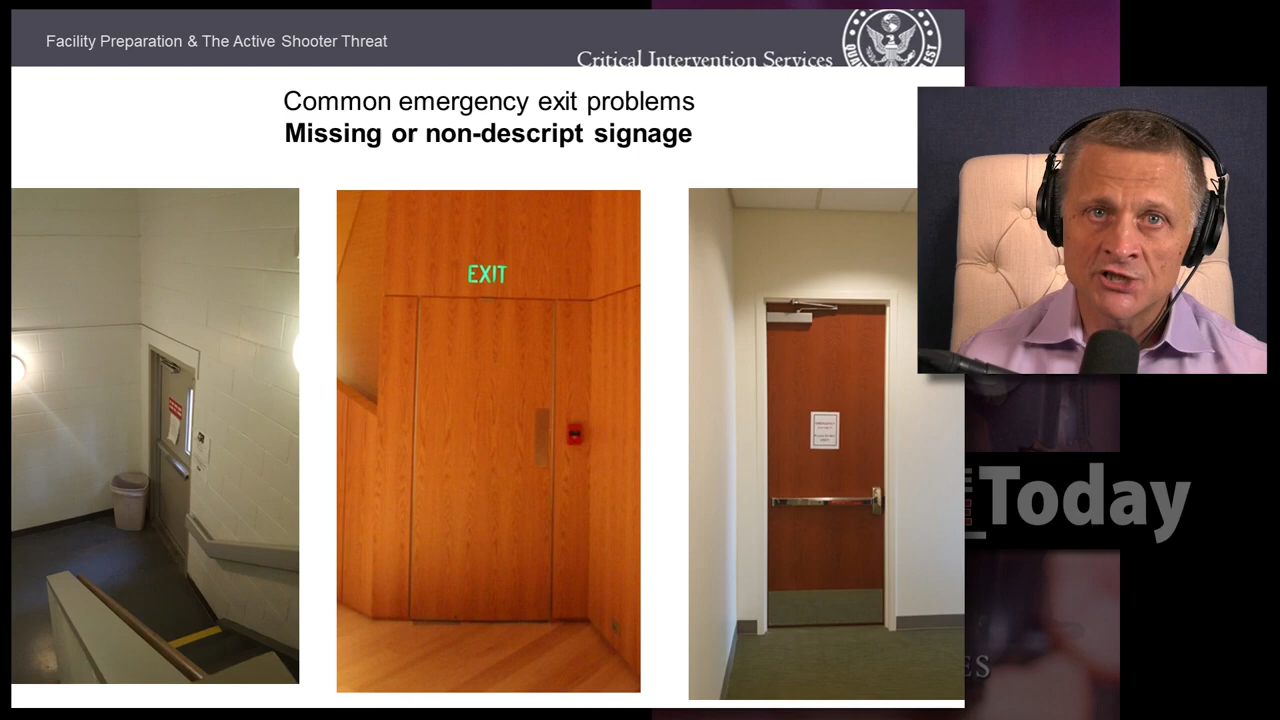 Facility Preparation & The Active Shooter Threat
Critical Intervention Services
Common emergency exit problems
Missing or non-descript signage
EXIT
Today
ES